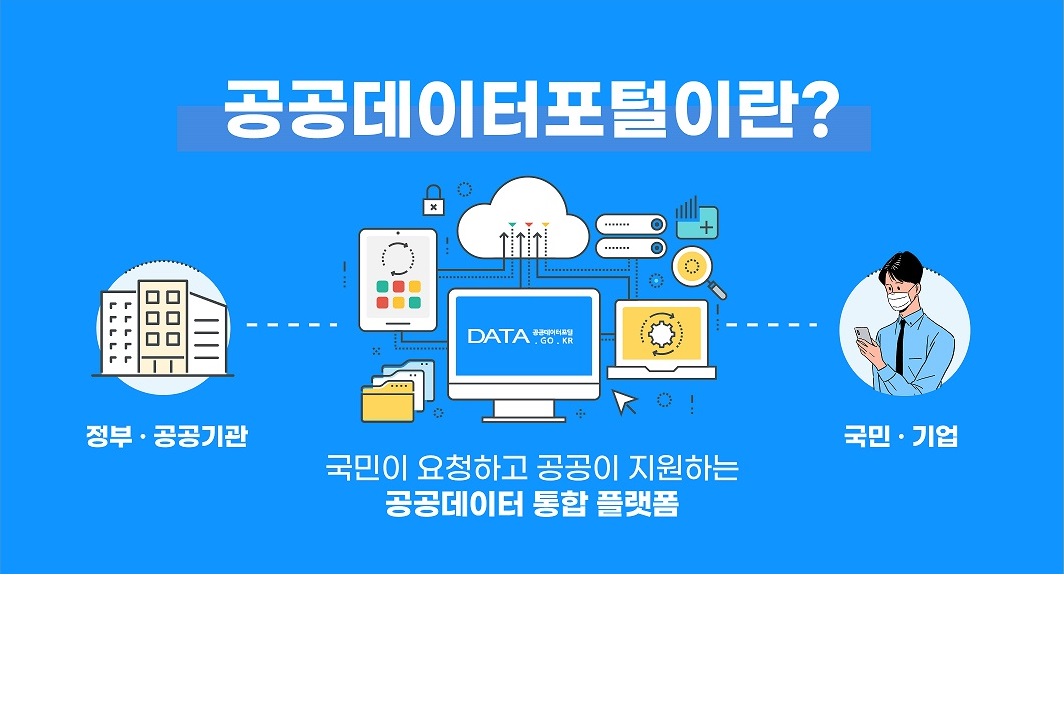 공공데이터포털이란?
DATA 공공데이터포털
. GO . KR
정부 · 공공기관
국민 · 기업
국민이 요청하고 공공이 지원하는
공공데이터 통합 플랫폼